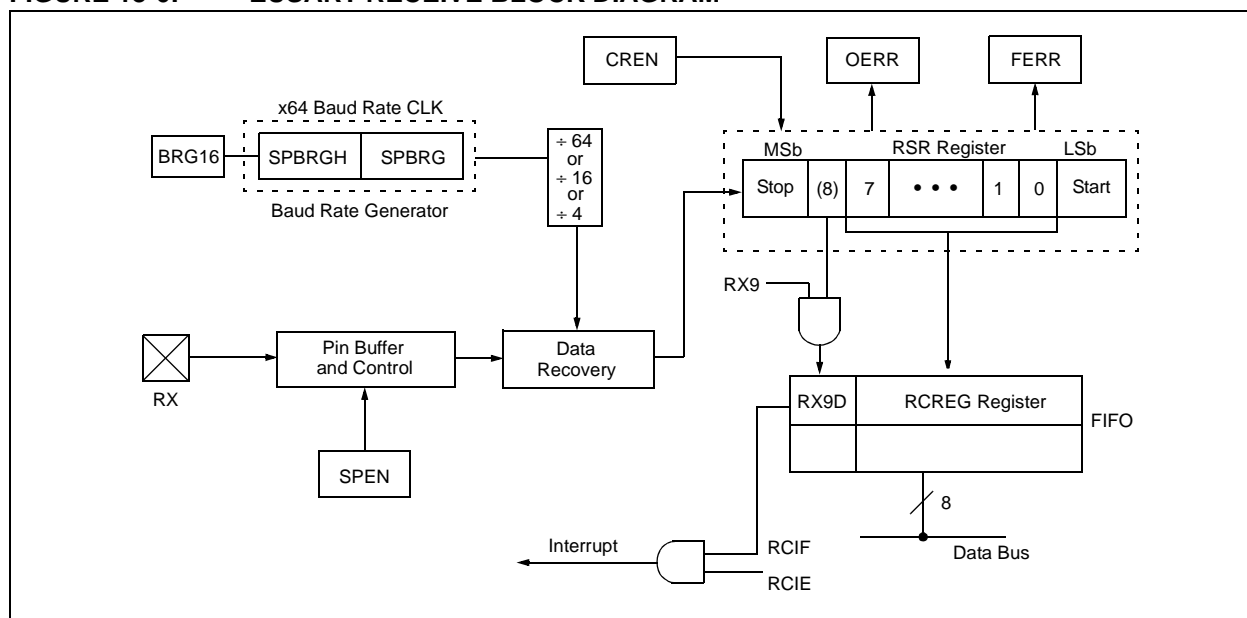 CREN
OERR
FERR
x64 Baud Rate CLK
BRG16
SPBRGH
SPBRG
Baud Rate Generator
÷ 64
or
÷ 16
or
÷ 4
MSb
RSR Register
LSb
Stop
(8)
7
• • •
1
0
Start
RX9
RX
Pin Buffer
and Control
Data
Recovery
SPEN
RX9D
RCREG Register
FIFO
8
Data Bus
Interrupt
RCIF
RCIE